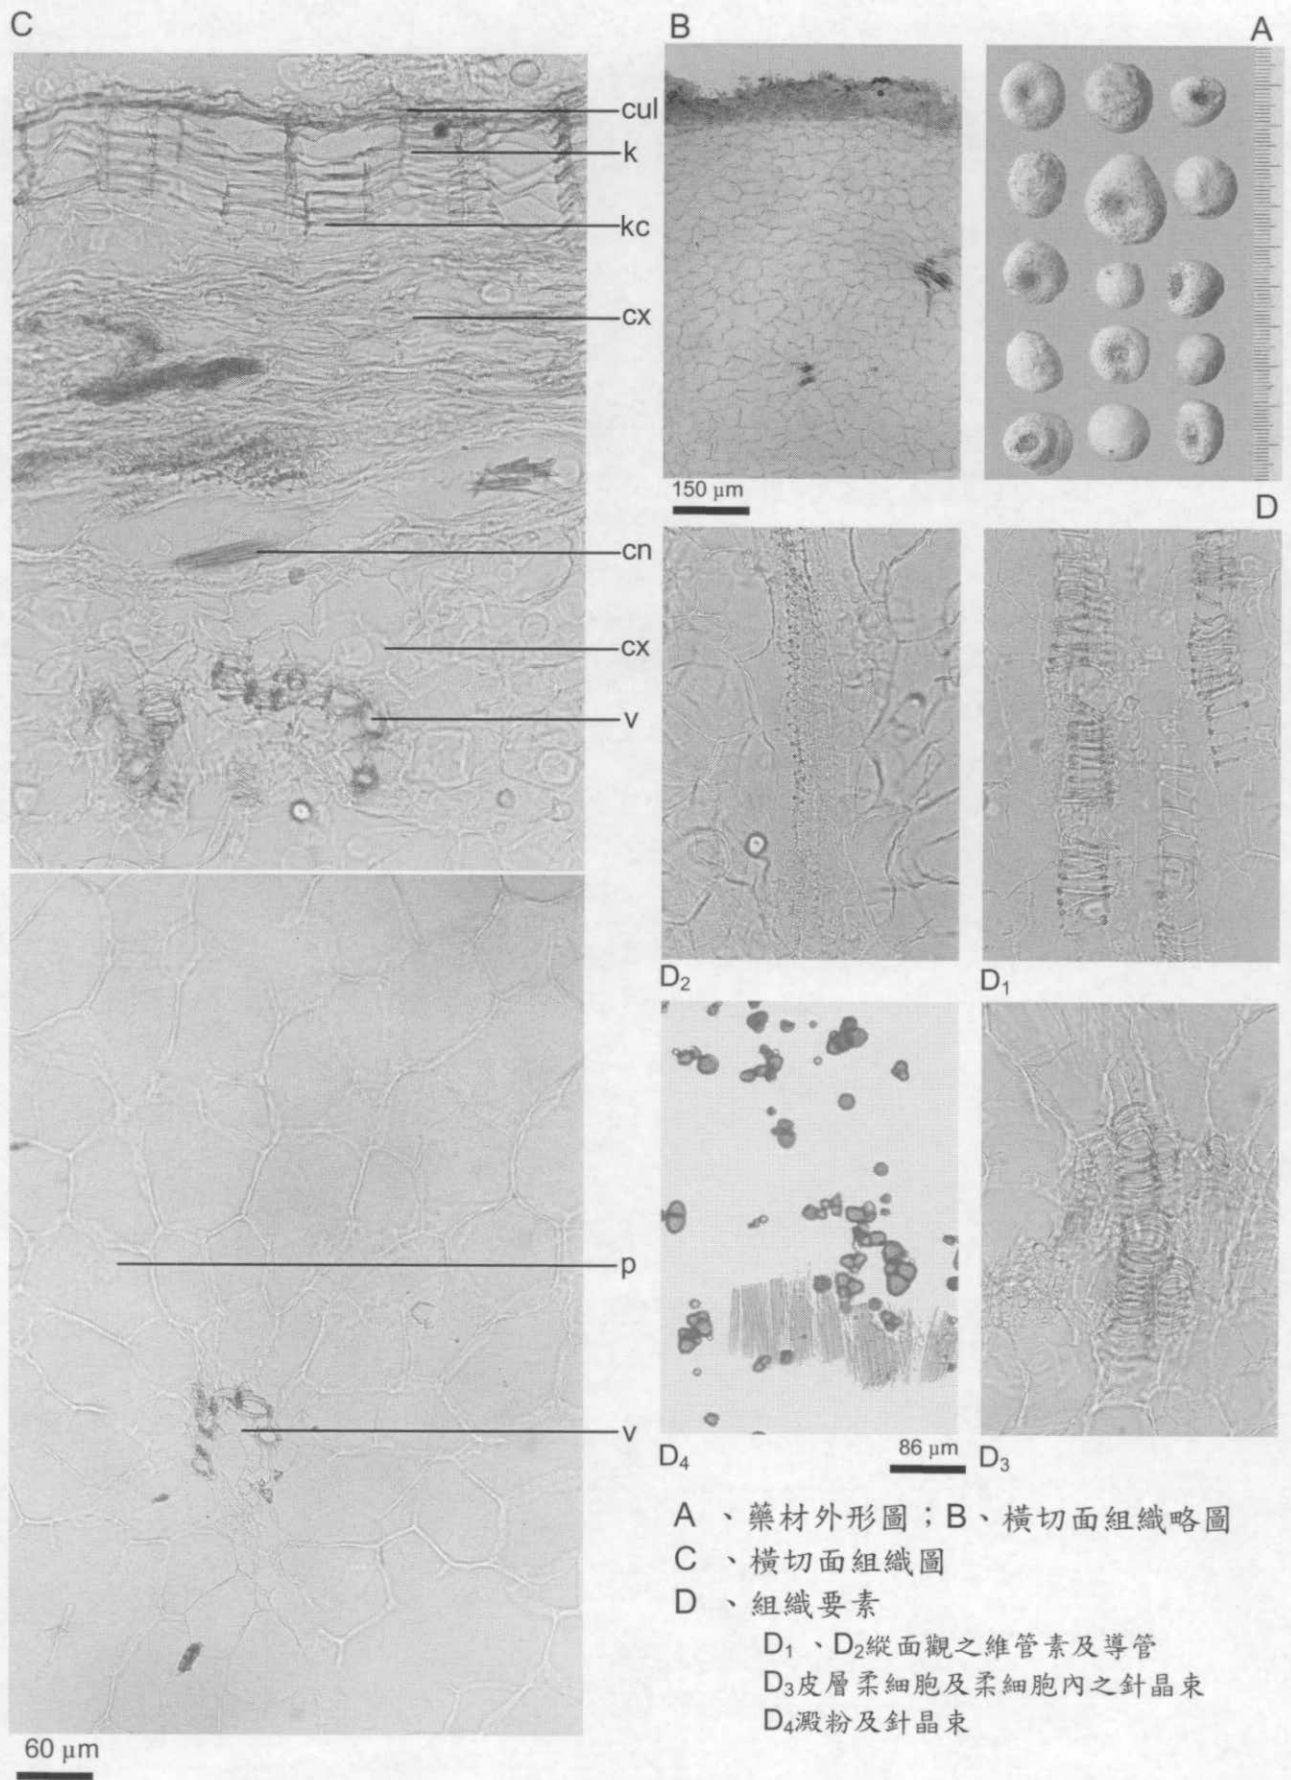 C
B
A
cul
k
kc
cx
cn
cx
v
150 µm
D
D₂
D₁
p
v
86 µm
D₄
D₃
A 、藥材外形圖；B、橫切面組織略圖
C 、橫切面組織圖
D 、組織要素
D₁ 、D₂縱面觀之維管素及導管
D₃皮層柔細胞及柔細胞內之針晶束
D₄澱粉及針晶束
60 µm